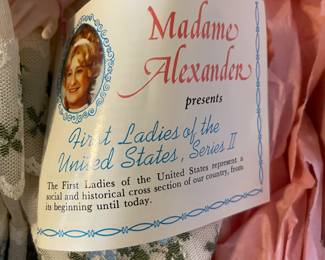 Madame
Alexander
presents
First Ladies of the
United States, Series II
The First Ladies of the United States represent a
social and historical cross section of our country, from
its beginning until today.